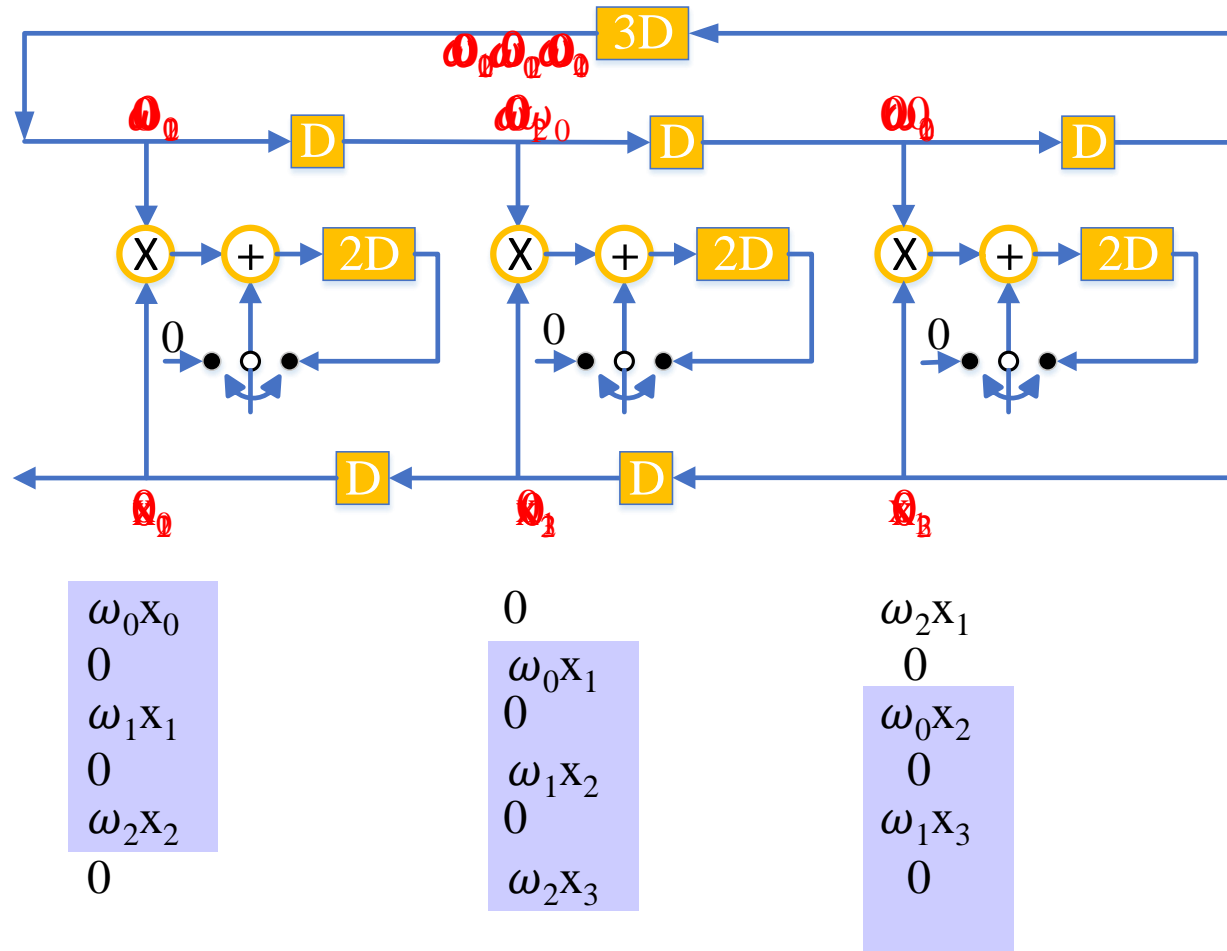 3D
D D D
X + 2D X + 2D X + 2D
0 0 0
D D
ω₀x₀ 0 ω₂x₁
0 ω₀x₁ 0
ω₁x₁ 0 ω₀x₂
0 ω₁x₂ 0
ω₂x₂ 0 ω₁x₃
0 ω₂x₃ 0